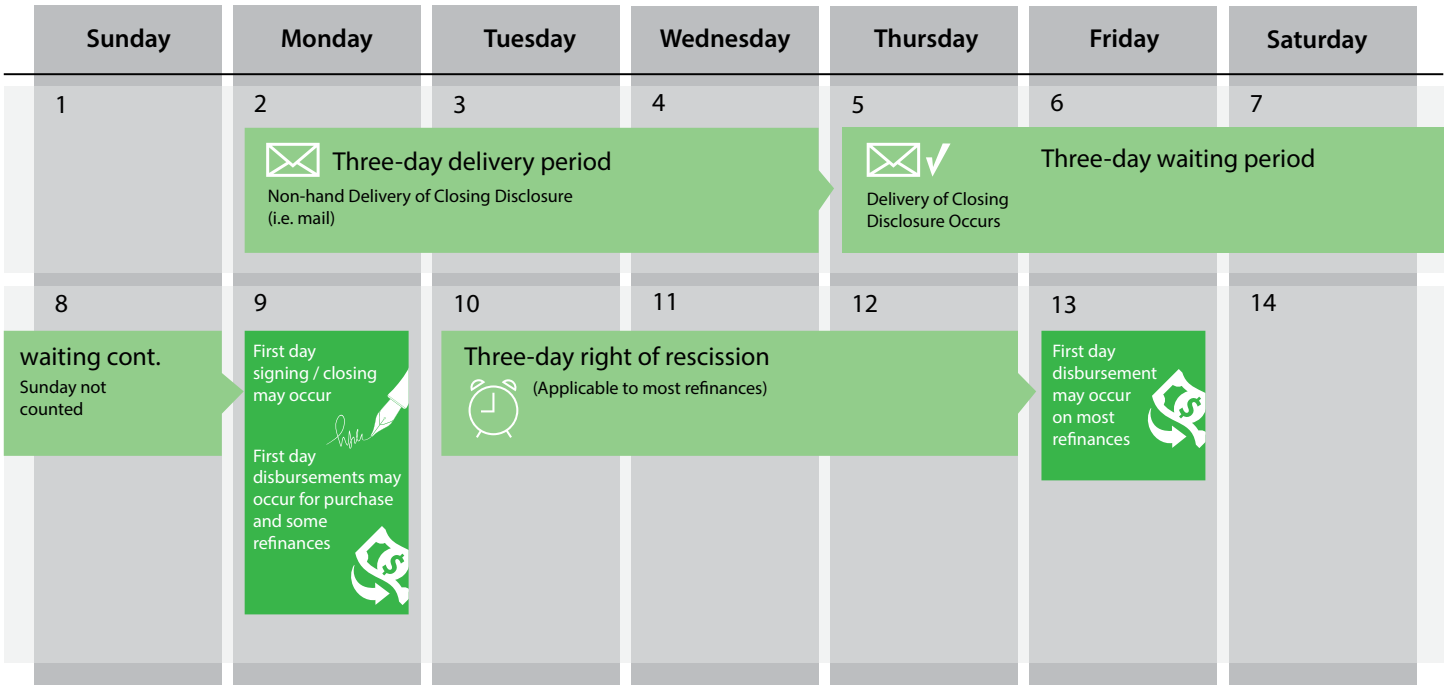 Sunday Monday Tuesday Wednesday Thursday Friday Saturday
1 2 3 4 5 6 7
Three-day delivery period
Non-hand Delivery of Closing Disclosure
(i.e. mail)
Three-day waiting period
Delivery of Closing
Disclosure Occurs
8 9 10 11 12 13 14
waiting cont.
Sunday not
counted
First day
signing / closing
may occur
First day
disbursements may
occur for purchase
and some
refinances
Three-day right of rescission
(Applicable to most refinances)
First day
disbursement
may occur
on most
refinances